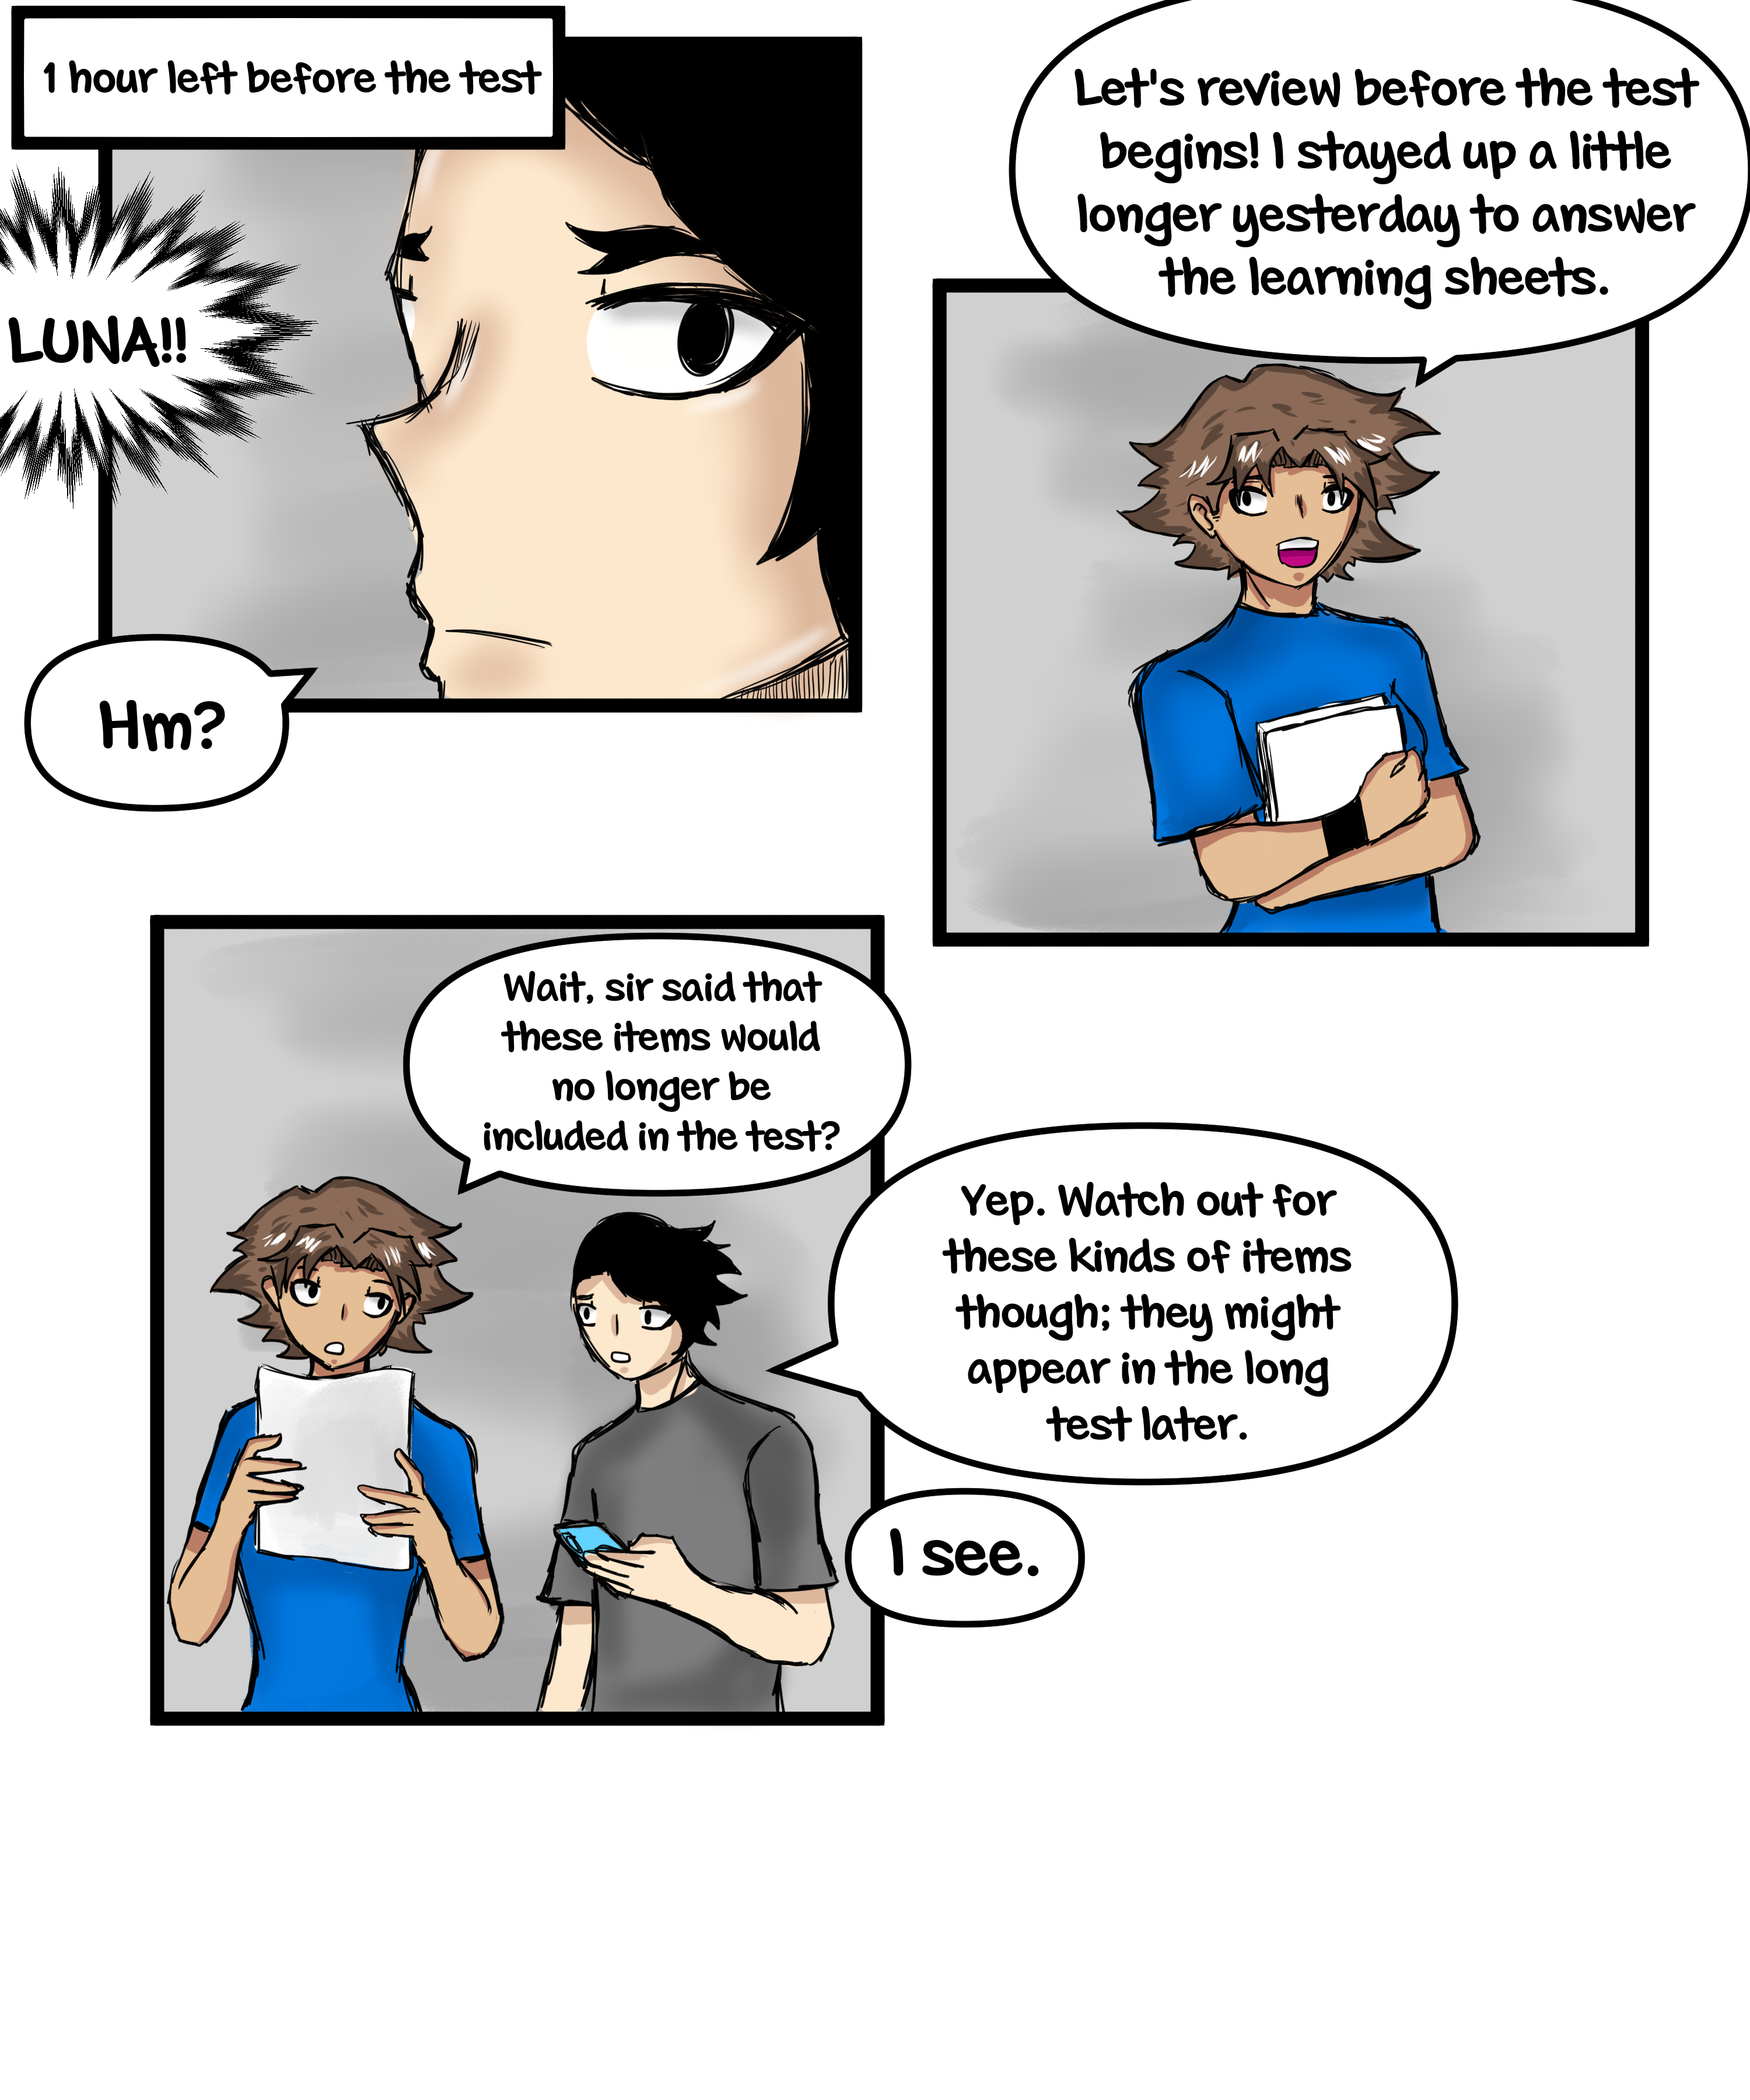 1 hour left before the test
LUNA!!
Hm?
Let's review before the test
begins! I stayed up a little
longer yesterday to answer
the learning sheets.
Wait, sir said that
these items would
no longer be
included in the test?
Yep. Watch out for
these kinds of items
though; they might
appear in the long
test later.
I see.